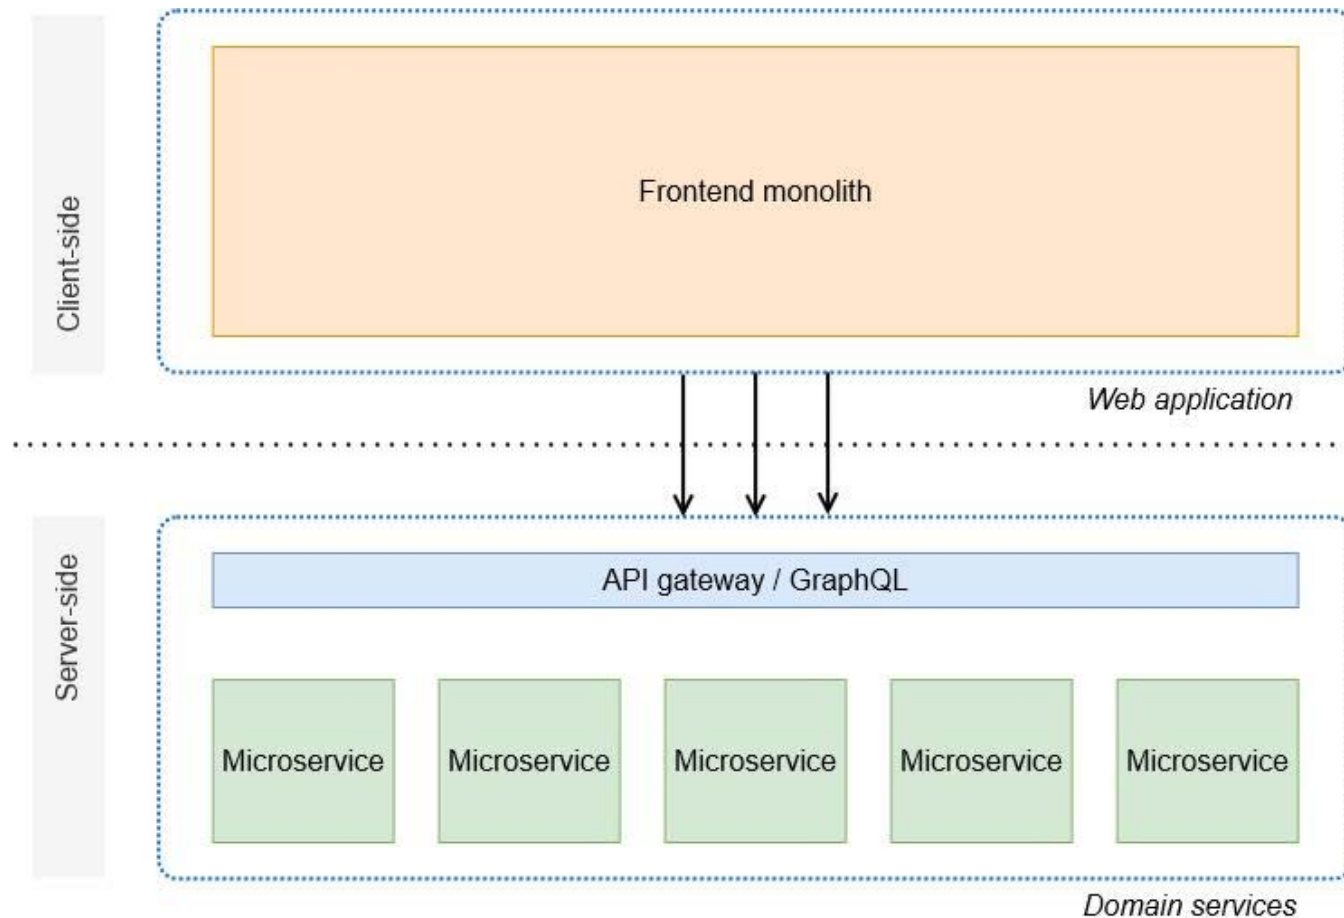 Client-side
Frontend monolith
Web application
Server-side
API gateway / GraphQL
Microservice
Microservice
Microservice
Microservice
Microservice
Domain services